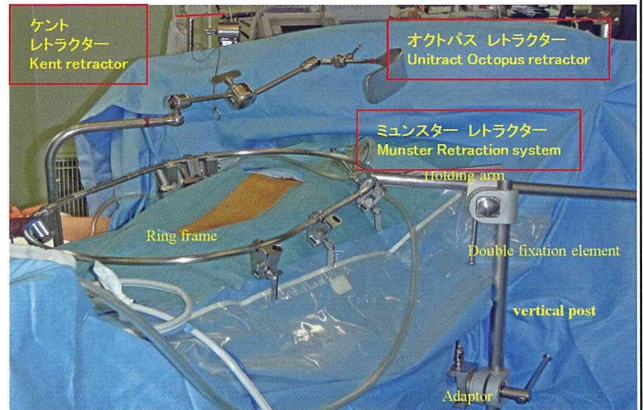 ケント
レトラクター
Kent retractor
オクトパス レトラクター
Unitract Octopus retractor
ミュンスター レトラクター
Munster Retraction system
Holding arm
Ring frame
Double fixation element
vertical post
Adaptor